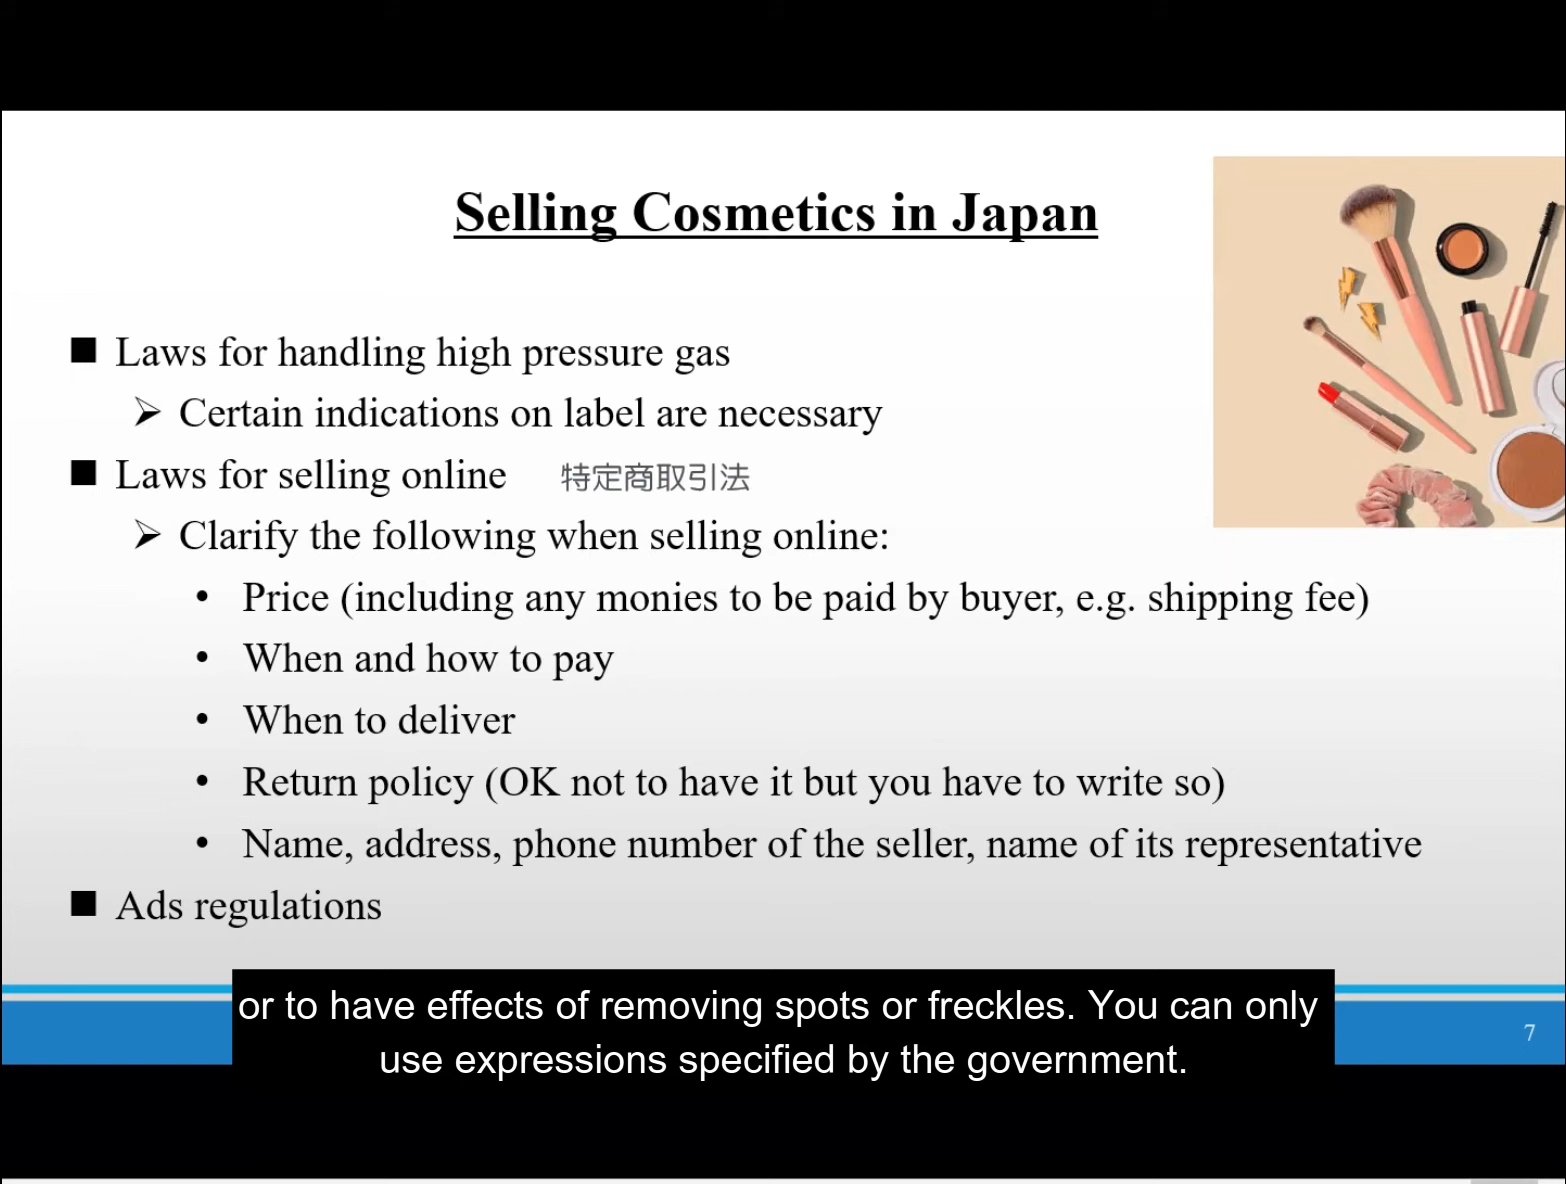 Selling Cosmetics in Japan
■ Laws for handling high pressure gas
➢ Certain indications on label are necessary
■ Laws for selling online 特定商取引法
➢ Clarify the following when selling online:
• Price (including any monies to be paid by buyer, e.g. shipping fee)
• When and how to pay
• When to deliver
• Return policy (OK not to have it but you have to write so)
• Name, address, phone number of the seller, name of its representative
■ Ads regulations
or to have effects of removing spots or freckles. You can only
use expressions specified by the government.
7